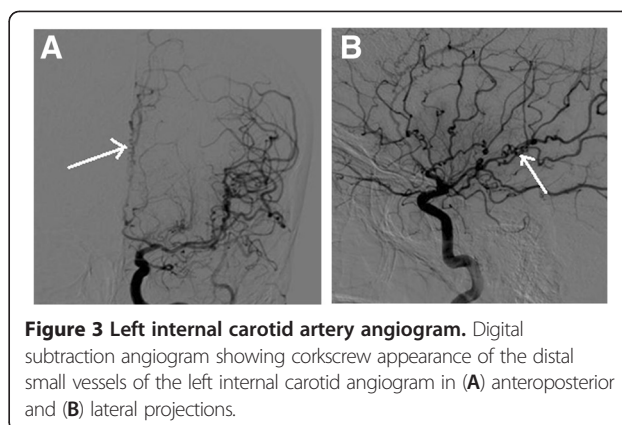 A B
Figure 3 Left internal carotid artery angiogram. Digital
subtraction angiogram showing corkscrew appearance of the distal
small vessels of the left internal carotid angiogram in (A) anteroposterior
and (B) lateral projections.